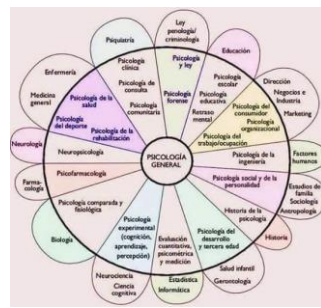 Ley
penología/
criminología
Psiquiatría
Educación
Psicología
y ley
Psicología
clínica
Psicología
de consulta
Psicología
comunitaria
Psicología
forense
Psicología
escolar
Psicología
educativa
Retraso
mental
Enfermería
Medicina
general
Dirección
Negocios e
Industria
Marketing
Psicología de la
salud
Psicología
del deporte
Psicología de la
rehabilitación
Psicología del
consumidor
Psicología
organizacional
Psicología del
trabajo/ocupación
Neurología
Neuropsicología
PSICOLOGÍA
GENERAL
Psicología de la
ingeniería
Factores
humanos
Farma-
cología
Psicofarmacología
Psicología social y de la
personalidad
Estudios de
familia
Sociología
Antropología
Psicología comparada y
fisiológica
Historia de la
psicología
Historia
Biología
Psicología
experimental
(cognición,
aprendizaje,
percepción)
Evaluación
cuantitativa,
psicométrica
y medición
Psicología del
desarrollo
y tercera edad
Neurociencia
Ciencia
cognitiva
Estadística
Informática
Salud infantil
Gerontología